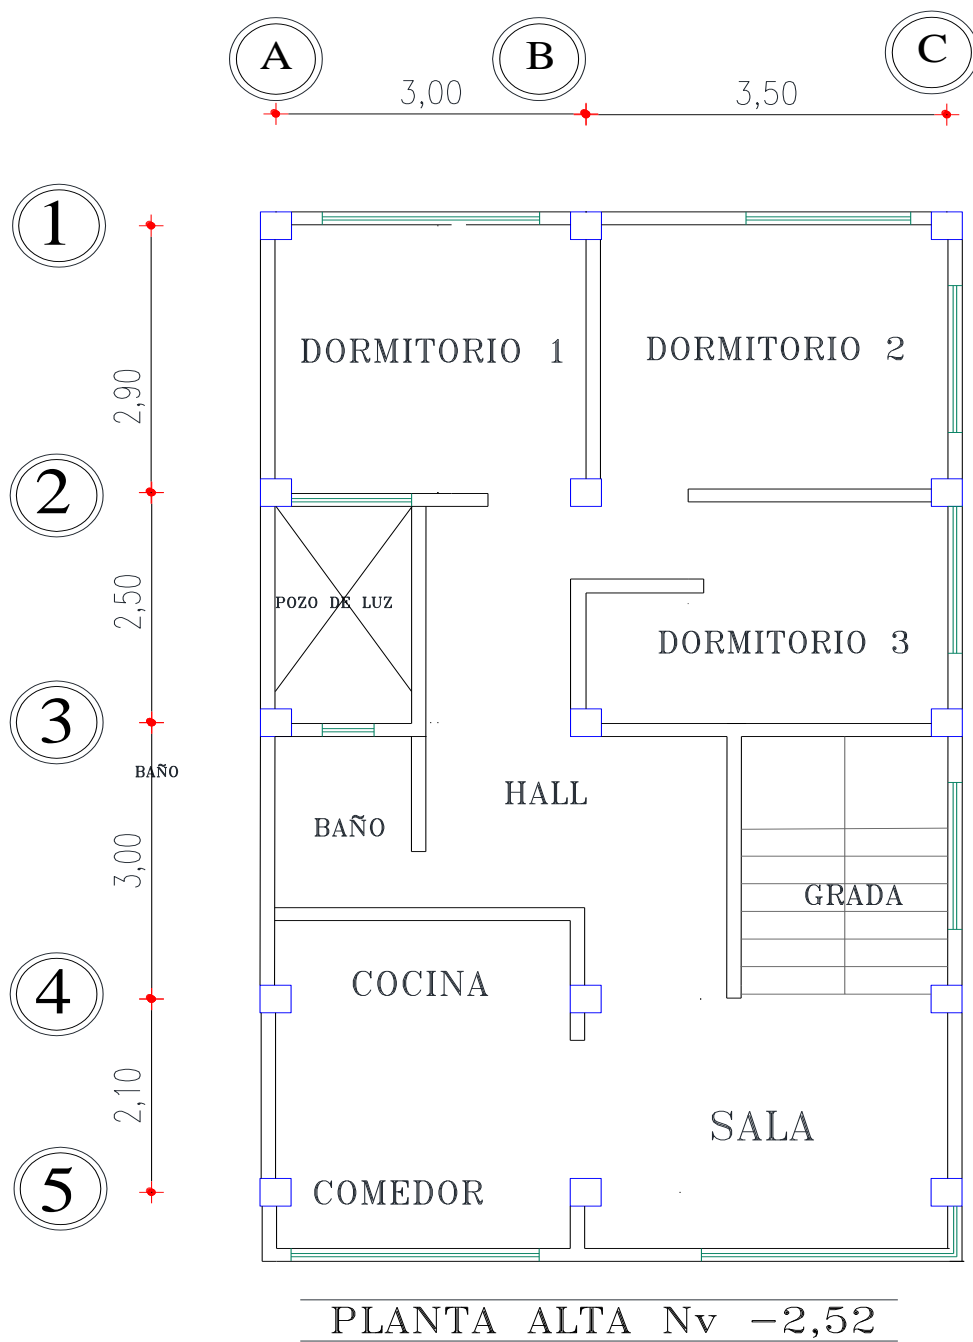 A
B
C
3,00
3,50
1
DORMITORIO 1
DORMITORIO 2
2,90
2
2,50
POZO DE LUZ
DORMITORIO 3
3
BAÑO
HALL
BAÑO
3,00
GRADA
4
COCINA
2,10
SALA
5
COMEDOR
PLANTA ALTA Nv -2,52